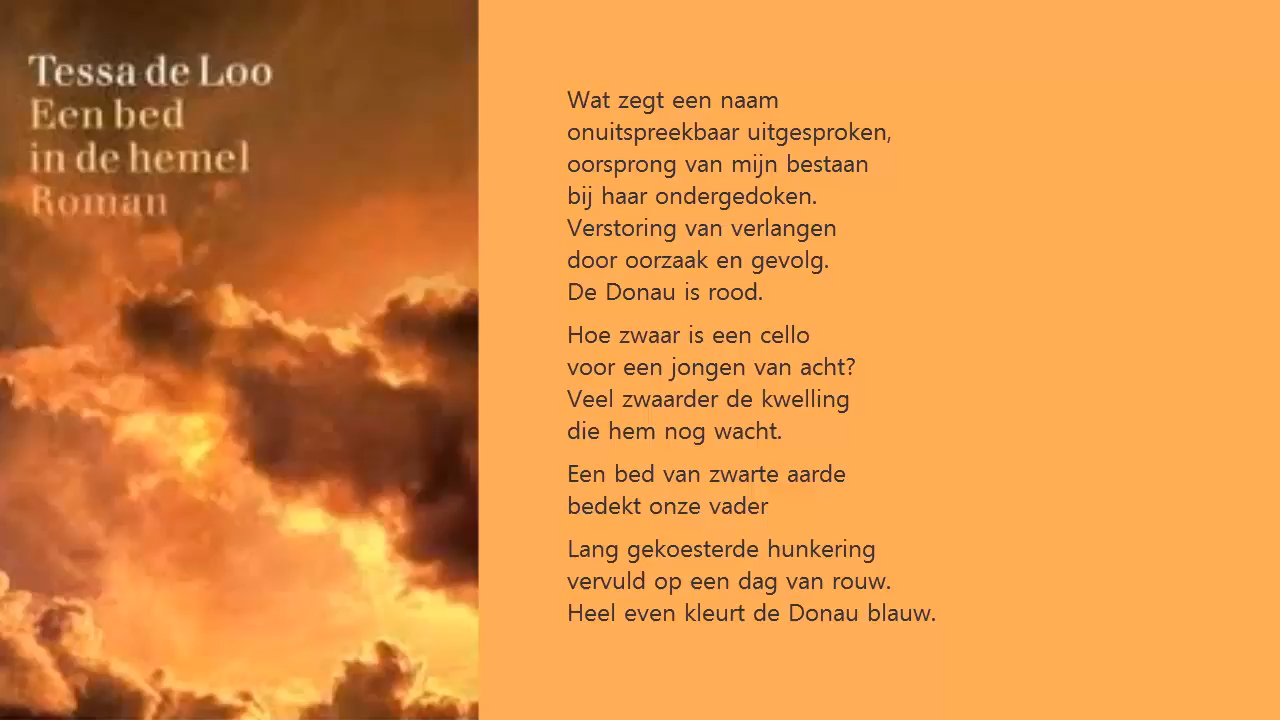 Tessa de Loo
Een bed
in de hemel
Roman
Wat zegt een naam
onuitspreekbaar uitgesproken,
oorsprong van mijn bestaan
bij haar ondergedoken.
Verstoring van verlangen
door oorzaak en gevolg.
De Donau is rood.
Hoe zwaar is een cello
voor een jongen van acht?
Veel zwaarder de kwelling
die hem nog wacht.
Een bed van zwarte aarde
bedekt onze vader
Lang gekoesterde hunkering
vervuld op een dag van rouw.
Heel even kleurt de Donau blauw.